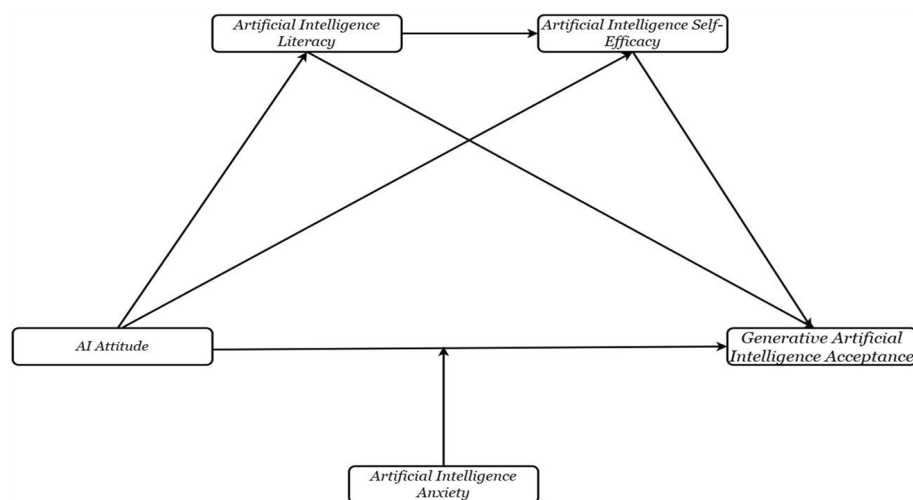 Artificial Intelligence
Literacy
Artificial Intelligence Self-
Efficacy
AI Attitude
Generative Artificial
Intelligence Acceptance
Artificial Intelligence
Anxiety